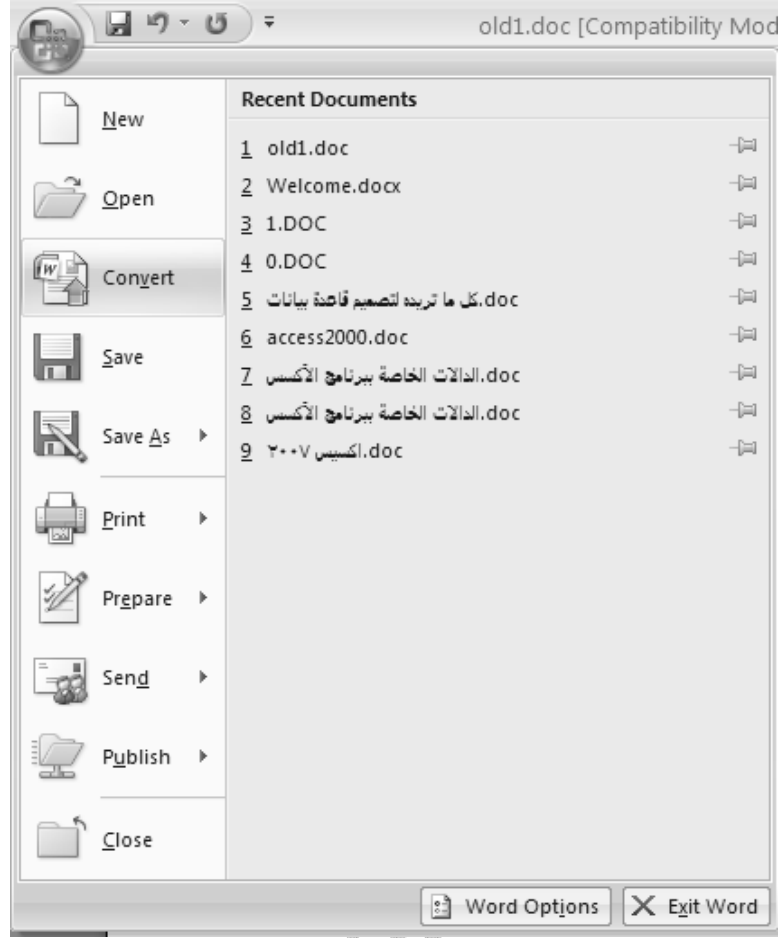 old1.doc [Compatibility Mod
New
Open
Convert
Save
Save As
Print
Prepare
Send
Publish
Close
Recent Documents
1 old1.doc
2 Welcome.docx
3 1.DOC
4 0.DOC
5 كل ما تريده لتصميم قاعدة بيانات.doc
6 access2000.doc
7 الدالات الخاصة ببرنامج الأكسس.doc
8 الدالات الخاصة ببرنامج الأكسس.doc
9 اكسيس ٢٠٠٧.doc
Word Options
Exit Word